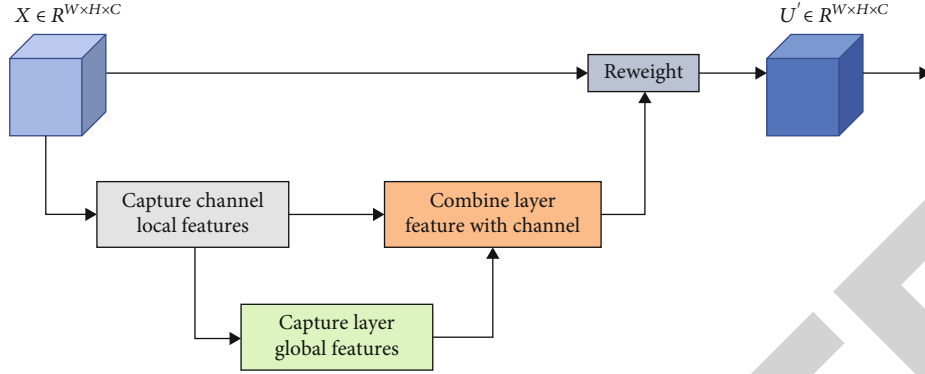 X ∈ R^{W×H×C}
U′ ∈ R^{W×H×C}
Reweight
Capture channel
local features
Combine layer
feature with channel
Capture layer
global features